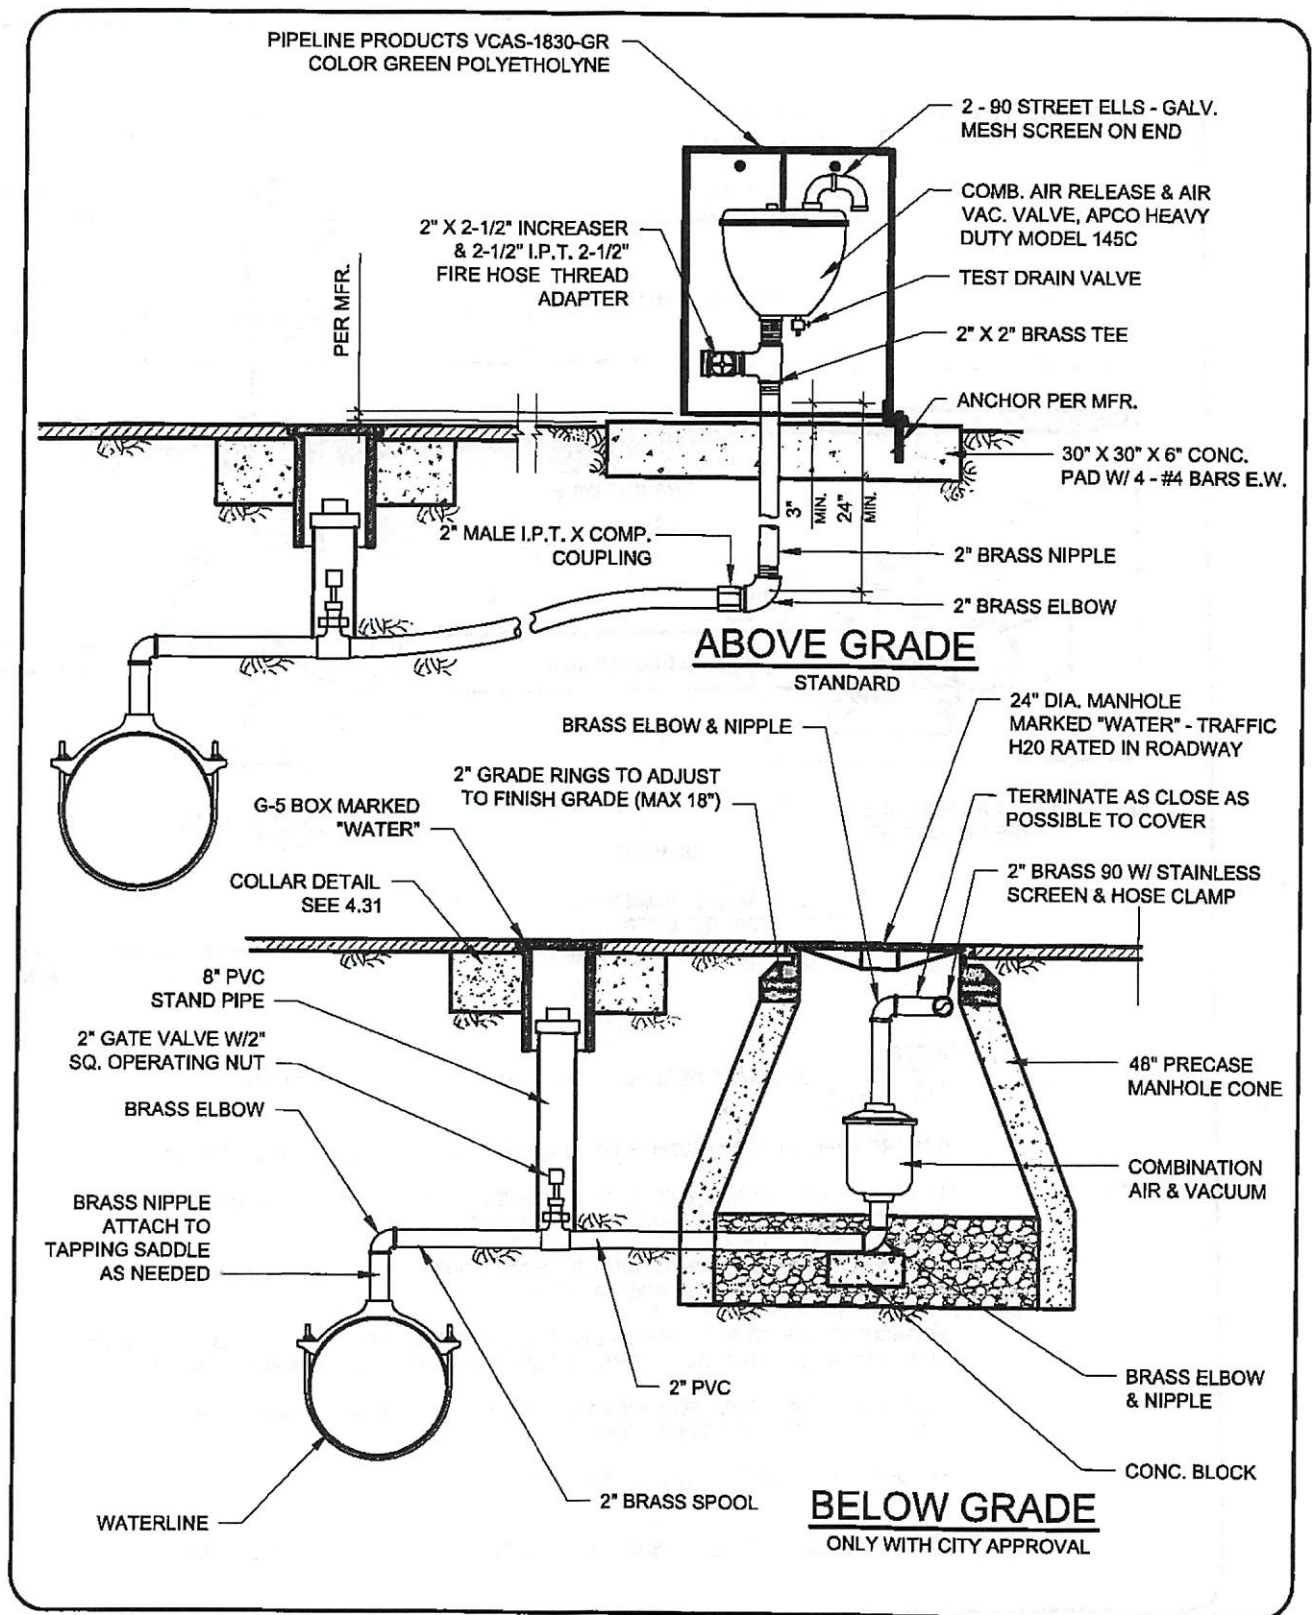 PIPELINE PRODUCTS VCAS-1830-GR
COLOR GREEN POLYETHOLYNE
2 - 90 STREET ELLS - GALV.
MESH SCREEN ON END
COMB. AIR RELEASE & AIR
VAC. VALVE, APCO HEAVY
DUTY MODEL 145C
2" X 2-1/2" INCREASER
& 2-1/2" I.P.T. 2-1/2"
FIRE HOSE THREAD
ADAPTER
PER MFR.
TEST DRAIN VALVE
2" X 2" BRASS TEE
ANCHOR PER MFR.
30" X 30" X 6" CONC.
PAD W/ 4 - #4 BARS E.W.
3"
MIN.
24"
MIN.
2" MALE I.P.T. X COMP.
COUPLING
2" BRASS NIPPLE
2" BRASS ELBOW
ABOVE GRADE
STANDARD
BRASS ELBOW & NIPPLE
24" DIA. MANHOLE
MARKED "WATER" - TRAFFIC
H20 RATED IN ROADWAY
2" GRADE RINGS TO ADJUST
TO FINISH GRADE (MAX 18")
G-5 BOX MARKED
"WATER"
TERMINATE AS CLOSE AS
POSSIBLE TO COVER
COLLAR DETAIL
SEE 4.31
2" BRASS 90 W/ STAINLESS
SCREEN & HOSE CLAMP
8" PVC
STAND PIPE
2" GATE VALVE W/2"
SQ. OPERATING NUT
48" PRECASE
MANHOLE CONE
BRASS ELBOW
COMBINATION
AIR & VACUUM
BRASS NIPPLE
ATTACH TO
TAPPING SADDLE
AS NEEDED
2" PVC
BRASS ELBOW
& NIPPLE
CONC. BLOCK
2" BRASS SPOOL
WATERLINE
BELOW GRADE
ONLY WITH CITY APPROVAL